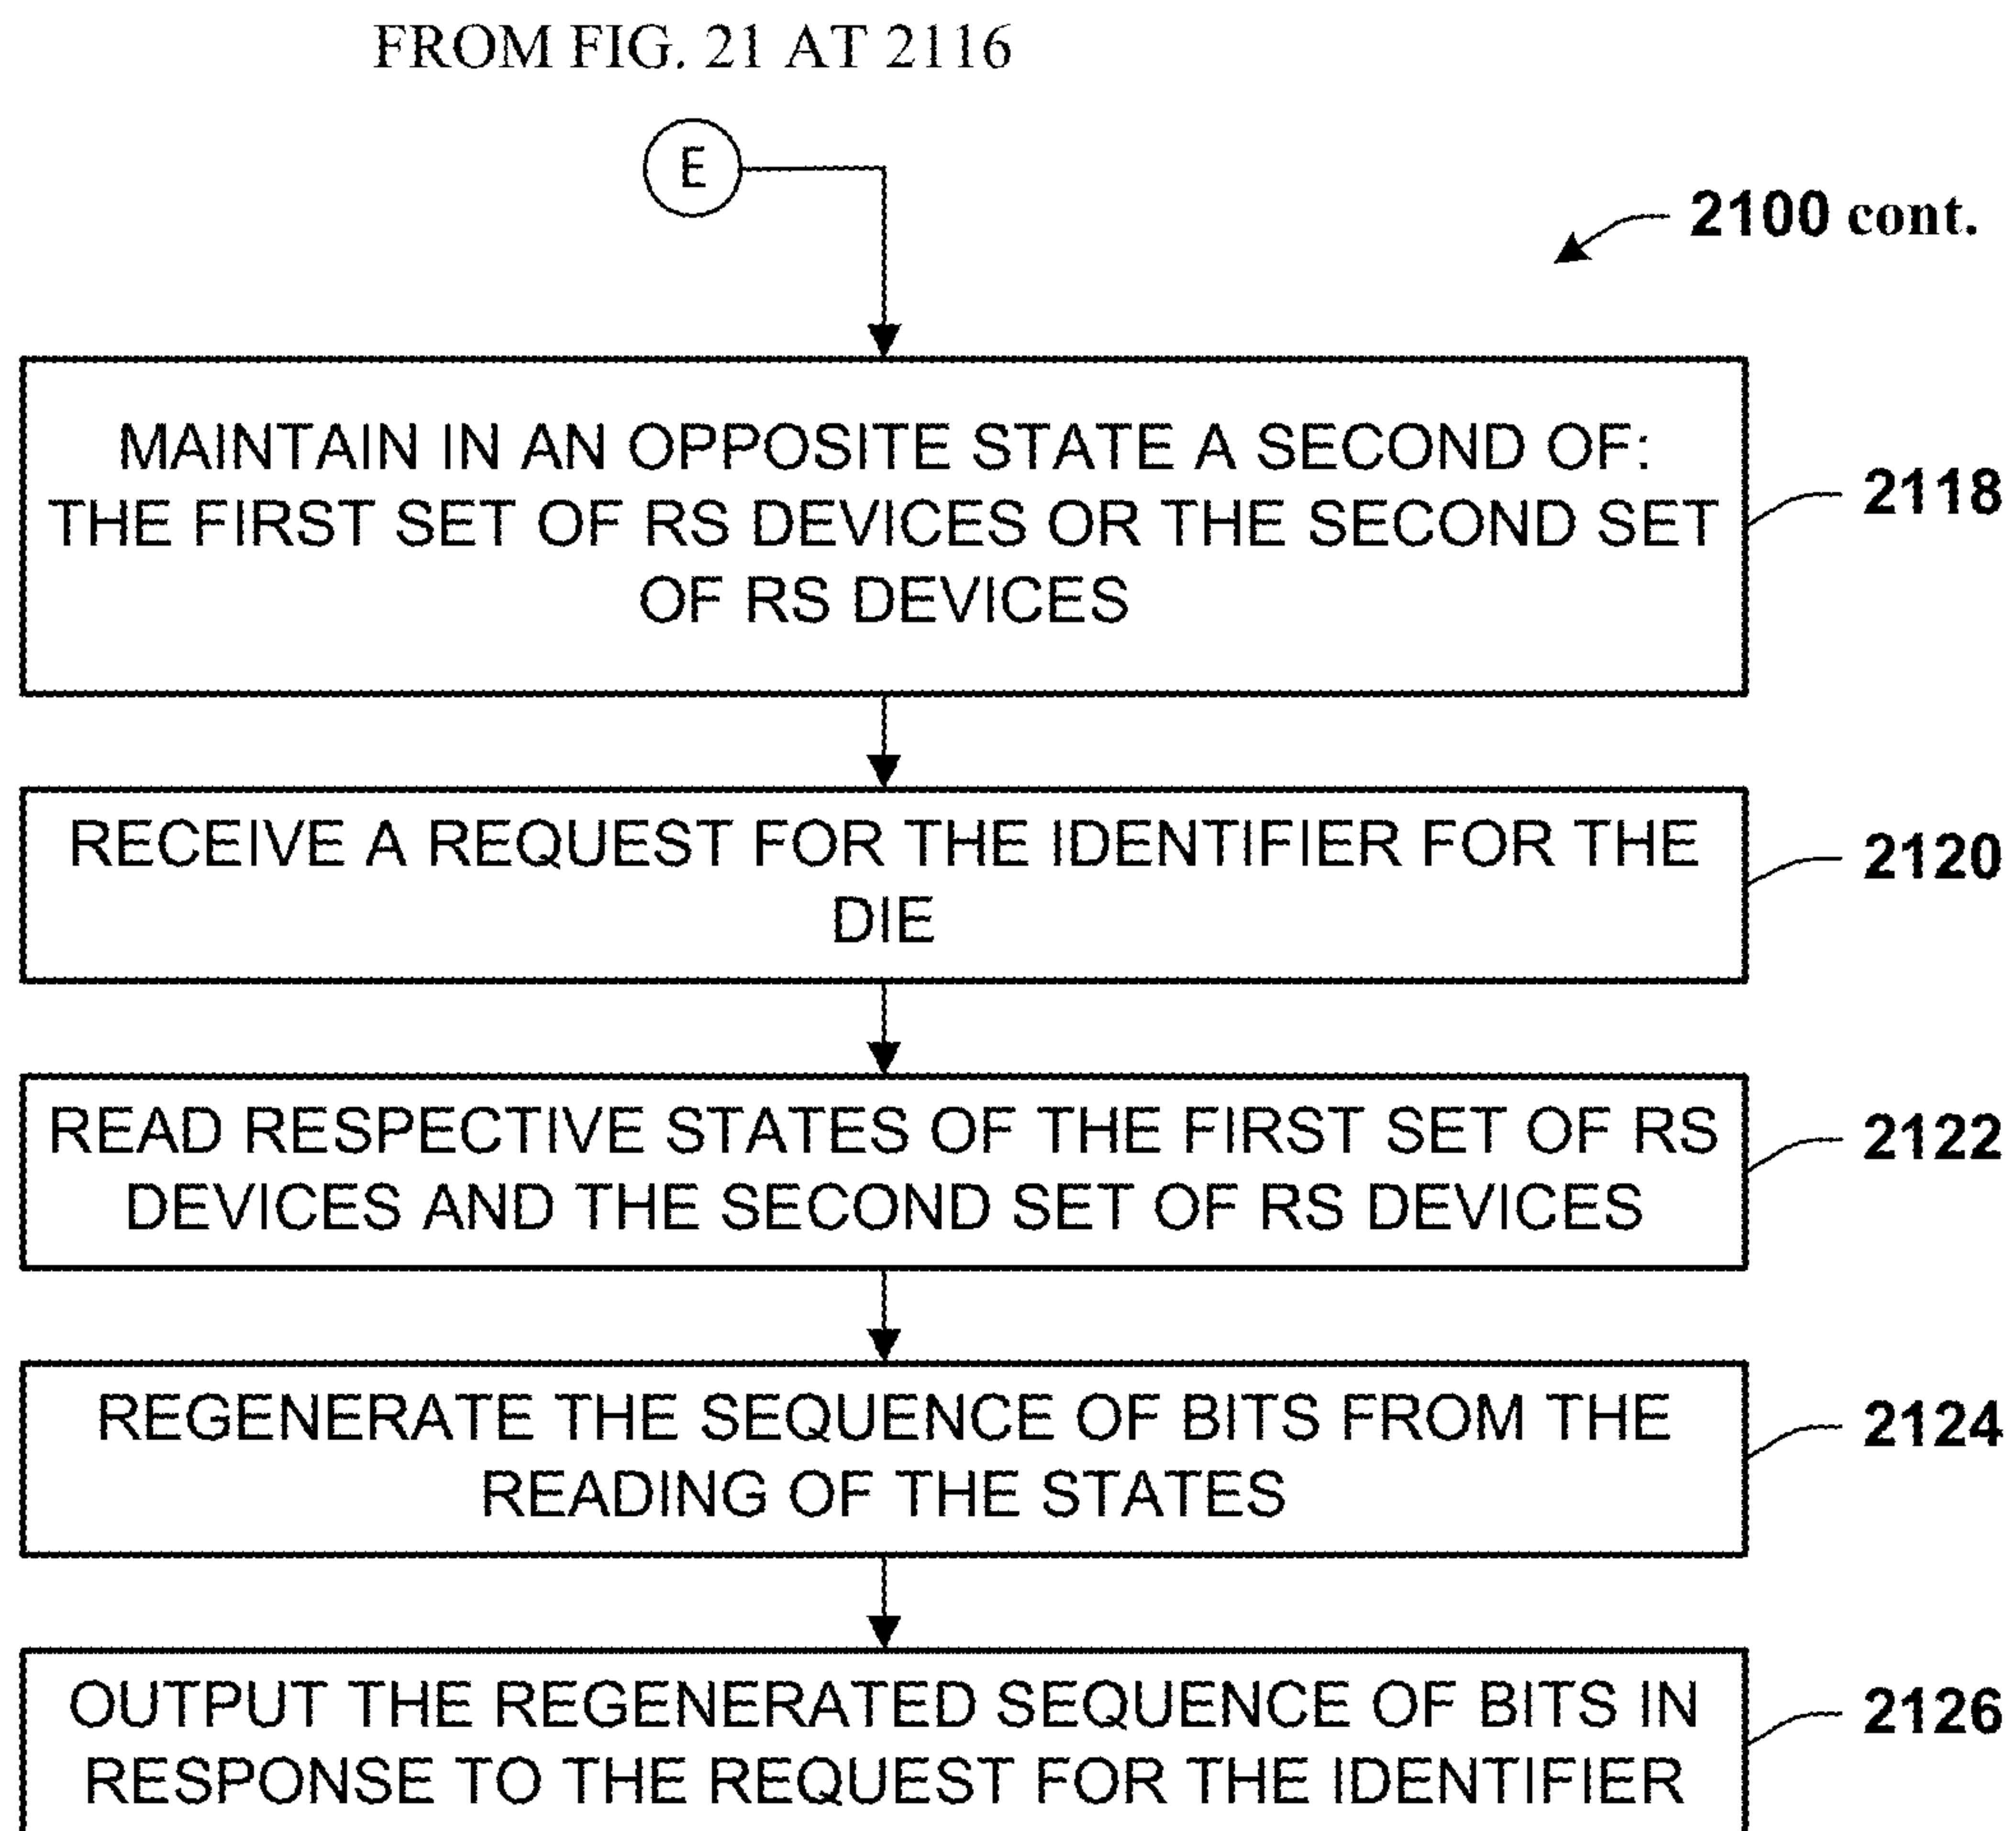 FROM FIG. 21 AT 2116
E
2100 cont.
MAINTAIN IN AN OPPOSITE STATE A SECOND OF:
THE FIRST SET OF RS DEVICES OR THE SECOND SET
OF RS DEVICES
2118
RECEIVE A REQUEST FOR THE IDENTIFIER FOR THE
DIE
2120
READ RESPECTIVE STATES OF THE FIRST SET OF RS
DEVICES AND THE SECOND SET OF RS DEVICES
2122
REGENERATE THE SEQUENCE OF BITS FROM THE
READING OF THE STATES
2124
OUTPUT THE REGENERATED SEQUENCE OF BITS IN
RESPONSE TO THE REQUEST FOR THE IDENTIFIER
2126